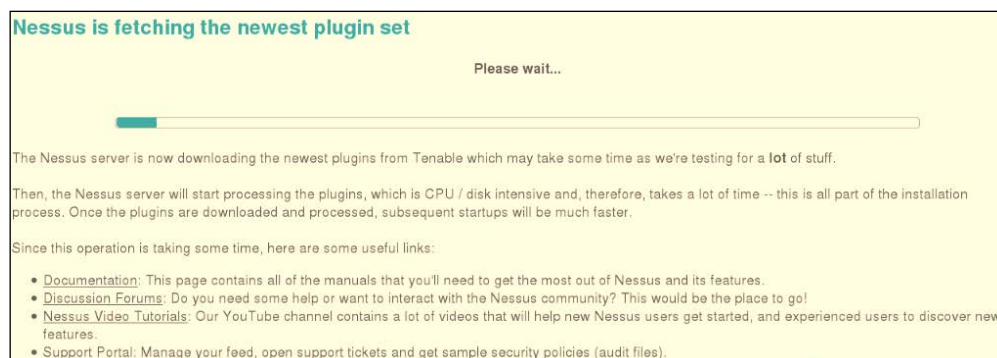 Nessus is fetching the newest plugin set
Please wait...
The Nessus server is now downloading the newest plugins from Tenable which may take some time as we're testing for a lot of stuff.
Then, the Nessus server will start processing the plugins, which is CPU / disk intensive and, therefore, takes a lot of time -- this is all part of the installation
process. Once the plugins are downloaded and processed, subsequent startups will be much faster.
Since this operation is taking some time, here are some useful links:
• Documentation: This page contains all of the manuals that you'll need to get the most out of Nessus and its features.
• Discussion Forums: Do you need some help or want to interact with the Nessus community? This would be the place to go!
• Nessus Video Tutorials: Our YouTube channel contains a lot of videos that will help new Nessus users get started, and experienced users to discover new
features.
• Support Portal: Manage your feed, open support tickets and get sample security policies (audit files).